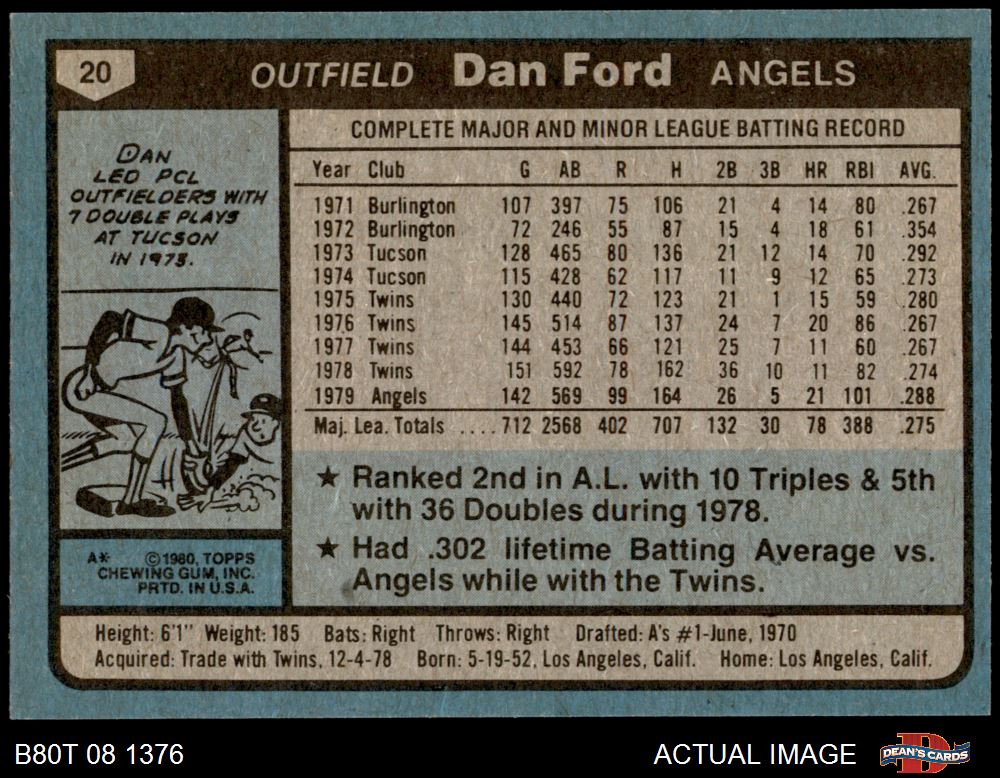 20 OUTFIELD Dan Ford ANGELS
DAN
LED PCL
OUTFIELDERS WITH
7 DOUBLE PLAYS
AT TUCSON
IN 1973.
COMPLETE MAJOR AND MINOR LEAGUE BATTING RECORD
Year Club G AB R H 2B 3B HR RBI AVG.
1971 Burlington 107 397 75 106 21 4 14 80 .267
1972 Burlington 72 246 55 87 15 4 18 61 .354
1973 Tucson 128 465 80 136 21 12 14 70 .292
1974 Tucson 115 428 62 117 11 9 12 65 .273
1975 Twins 130 440 72 123 21 1 15 59 .280
1976 Twins 145 514 87 137 24 7 20 86 .267
1977 Twins 144 453 66 121 25 7 11 60 .267
1978 Twins 151 592 78 162 36 10 11 82 .274
1979 Angels 142 569 99 164 26 5 21 101 .288
Maj. Lea. Totals ....712 2568 402 707 132 30 78 388 .275
★ Ranked 2nd in A.L. with 10 Triples & 5th
with 36 Doubles during 1978.
★ Had .302 lifetime Batting Average vs.
Angels while with the Twins.
A* ©1980, TOPPS
CHEWING GUM, INC.
PRTD. IN U.S.A.
Height: 6'1" Weight: 185 Bats: Right Throws: Right Drafted: A's #1-June, 1970
Acquired: Trade with Twins, 12-4-78 Born: 5-19-52, Los Angeles, Calif. Home: Los Angeles, Calif.
B80T 08 1376 ACTUAL IMAGE DEAN'S CARDS